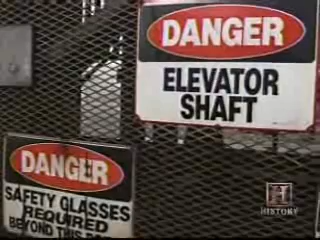 DANGER
ELEVATOR
SHAFT
DANGER
SAFETY GLASSES
REQUIRED
BEYOND THIS
H
HISTORY